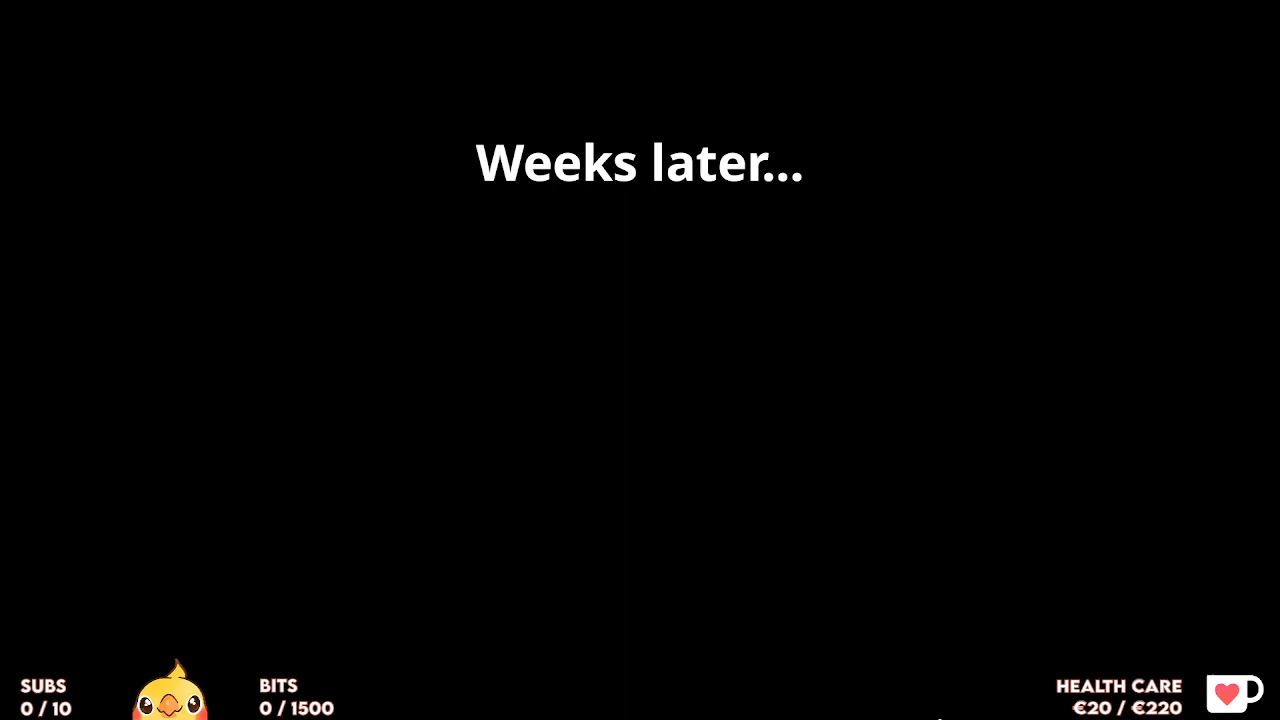 Weeks later...
SUBS
0 / 10
BITS
0 / 1500
HEALTH CARE
€20 / €220